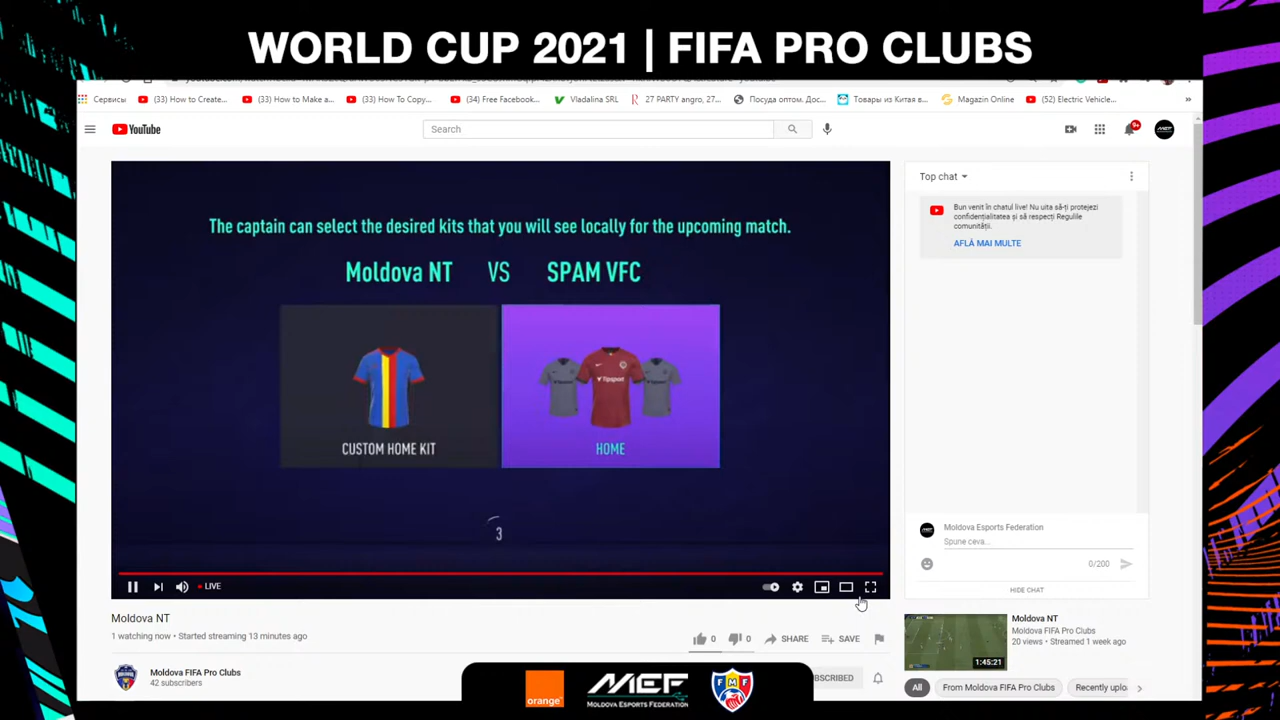 WORLD CUP 2021 | FIFA PRO CLUBS
Сервисы
(33) How to Create...
(33) How to Make a...
(33) How To Copy...
(34) Free Facebook...
Vladalina SRL
27 PARTY angro, 27...
Посуда оптом. Дос...
Товары из Китая в...
Magazin Online
(52) Electric Vehicle...
»
YouTube
Search
9+
The captain can select the desired kits that you will see locally for the upcoming match.
Moldova NT VS SPAM VFC
Tipsport
CUSTOM HOME KIT
HOME
3
LIVE
Moldova NT
1 watching now • Started streaming 13 minutes ago
0
0
SHARE
SAVE
Moldova FIFA Pro Clubs
42 subscribers
Top chat
Bun venit în chatul live! Nu uita să-ți protejezi
confidențialitatea și să respecți Regulile
comunității.
AFLĂ MAI MULTE
Moldova Esports Federation
Spune ceva...
0/200
HIDE CHAT
Moldova NT
Moldova FIFA Pro Clubs
20 views • Streamed 1 week ago
1:45:21
All
From Moldova FIFA Pro Clubs
Recently uplo
orange
MEF
MOLDOVA ESPORTS FEDERATION
FMF